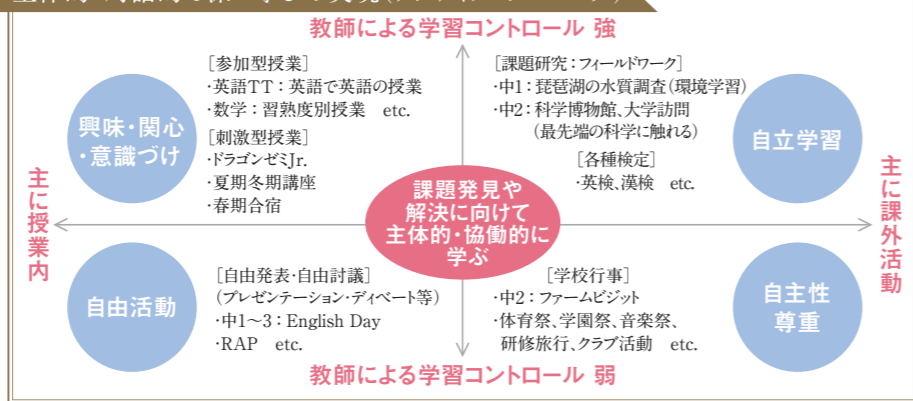 教師による学習コントロール 強
[参加型授業]
・英語TT：英語で英語の授業
・数学：習熟度別授業　etc.
[刺激型授業]
・ドラゴンゼミJr.
・夏期冬期講座
・春期合宿
興味・関心
・意識づけ
[課題研究：フィールドワーク]
・中1：琵琶湖の水質調査(環境学習)
・中2：科学博物館、大学訪問
(最先端の科学に触れる)
[各種検定]
・英検、漢検　etc.
自立学習
主に授業内
課題発見や
解決に向けて
主体的・協働的に
学ぶ
主に課外活動
自由活動
[自由発表・自由討議]
(プレゼンテーション・ディベート等)
・中1～3：English Day
・RAP　etc.
[学校行事]
・中2：ファームビジット
・体育祭、学園祭、音楽祭、
研修旅行、クラブ活動　etc.
自主性
尊重
教師による学習コントロール 弱